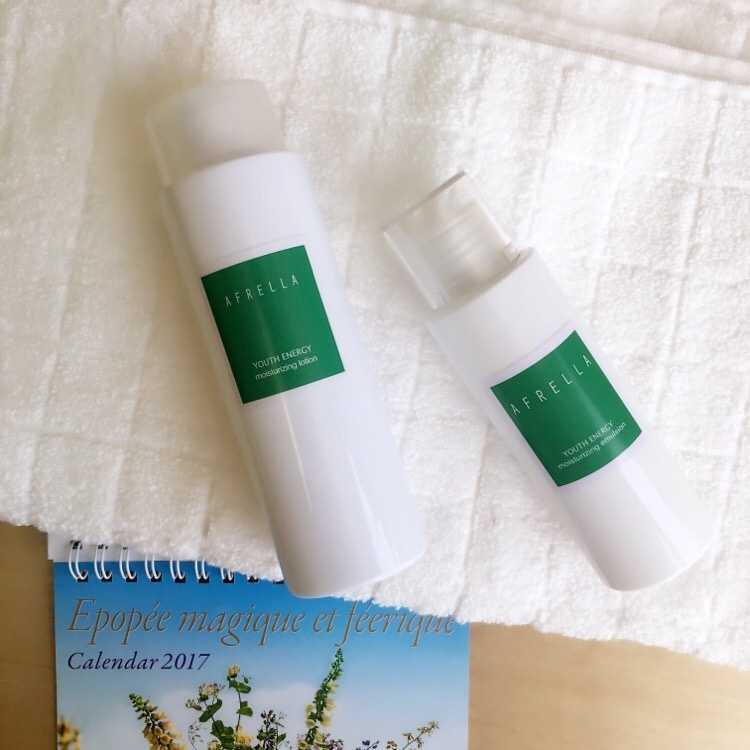 AFRELLA
YOUTH ENERGY
moisturizing lotion
AFRELLA
YOUTH ENERGY
moisturizing emulsion
Epopée magique et féerique
Calendar 2017